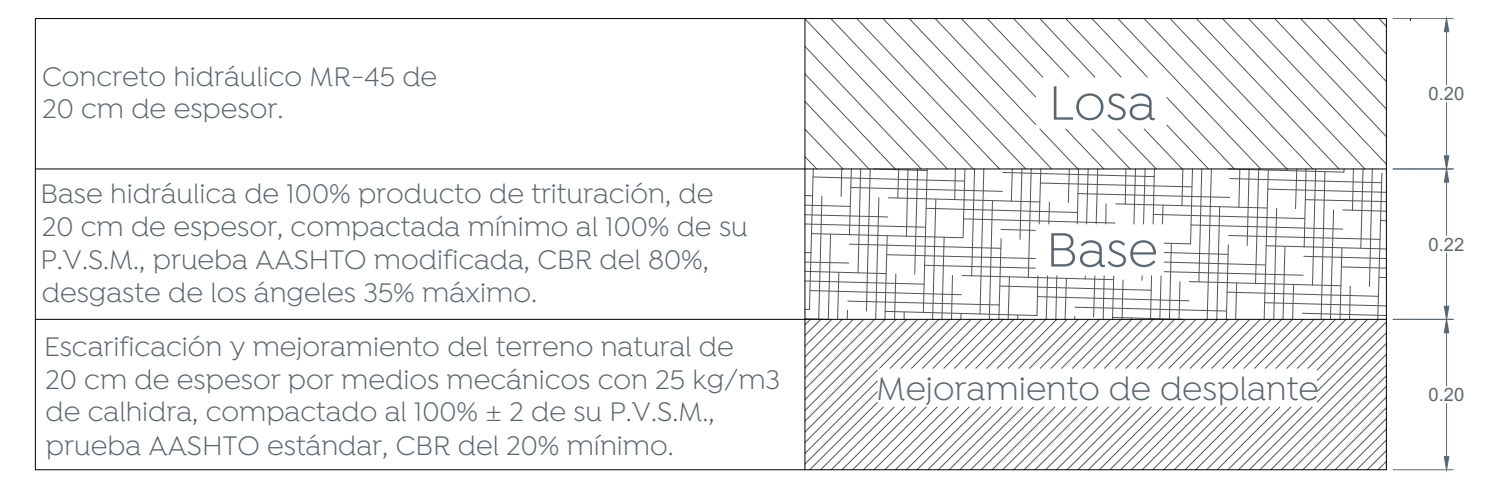 Concreto hidráulico MR-45 de
20 cm de espesor.
Losa
0.20
Base hidráulica de 100% producto de trituración, de
20 cm de espesor, compactada mínimo al 100% de su
P.V.S.M., prueba AASHTO modificada, CBR del 80%,
desgaste de los ángeles 35% máximo.
Base
0.22
Escarificación y mejoramiento del terreno natural de
20 cm de espesor por medios mecánicos con 25 kg/m3
de calhidra, compactado al 100% ± 2 de su P.V.S.M.,
prueba AASHTO estándar, CBR del 20% mínimo.
Mejoramiento de desplante
0.20